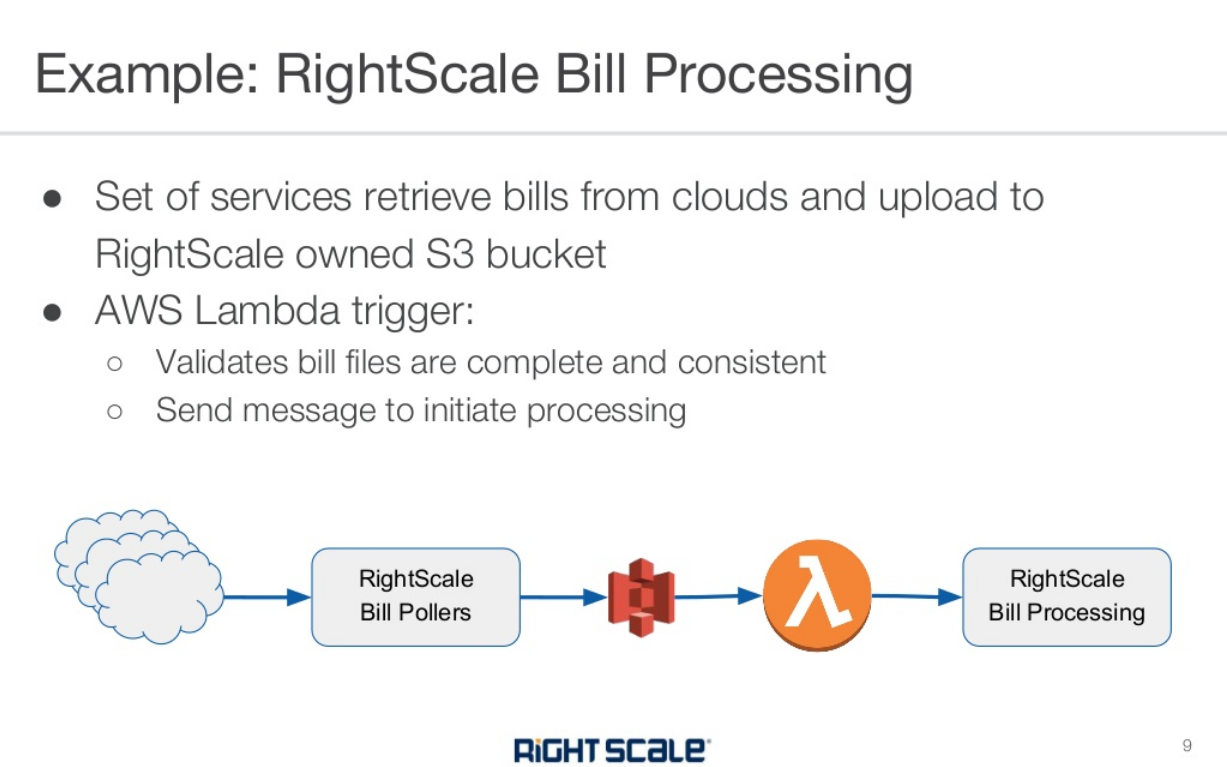 Example: RightScale Bill Processing
● Set of services retrieve bills from clouds and upload to
RightScale owned S3 bucket
● AWS Lambda trigger:
○ Validates bill files are complete and consistent
○ Send message to initiate processing
RightScale
Bill Pollers
λ
RightScale
Bill Processing
RiGHT SCaLe®
9